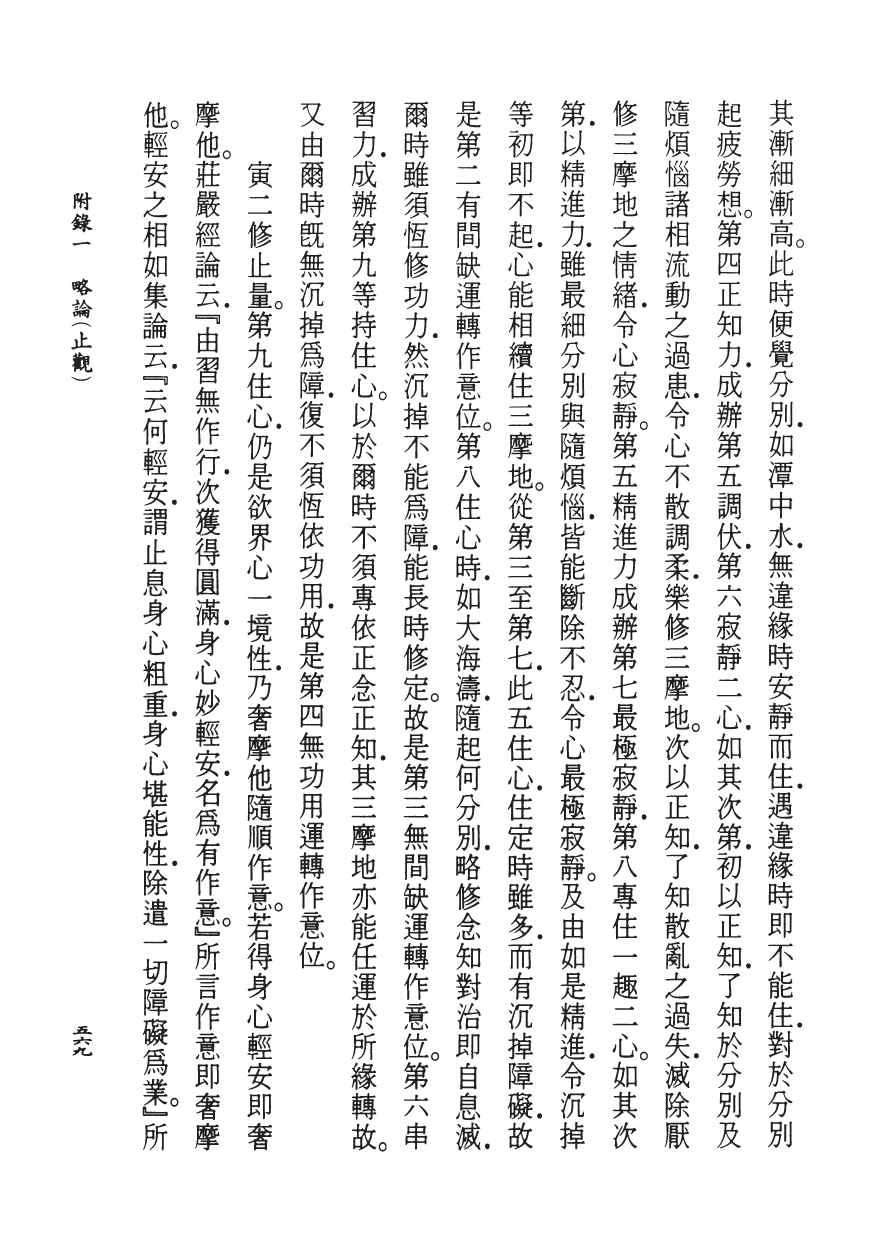 其漸細漸高。此時便覺分別．如潭中水．無違緣時安靜而住．遇違緣時即不能住．對於分別
起疲勞想。第四正知力．成辦第五調伏．第六寂靜二心．如其次第．初以正知．了知於分別及
隨煩惱諸相流動之過患．令心不散調柔．樂修三摩地。次以正知．了知散亂之過失．滅除厭
修三摩地之情緒．令心寂靜。第五精進力成辦第七最極寂靜．第八專住一趣二心。如其次
第．以精進力．雖最細分別與隨煩惱．皆能斷除不忍．令心最極寂靜。及由如是精進．令沉掉
等初即不起．心能相續住三摩地。從第三至第七．此五住心．住定時雖多．而有沉掉障礙．故
是第二有間缺運轉作意位。第八住心時．如大海濤．隨起何分別．略修念知對治即自息滅．
爾時雖須恆修功力．然沉掉不能爲障．能長時修定。故是第三無間缺運轉作意位。第六串
習力．成辦第九等持住心。以於爾時不須專依正念正知．其三摩地亦能任運於所緣轉故。
又由爾時旣無沉掉爲障．復不須恆依功用．故是第四無功用運轉作意位。
寅二修止量。第九住心．仍是欲界心一境性．乃奢摩他隨順作意。若得身心輕安即奢
摩他。莊嚴經論云．『由習無作行．次獲得圓滿．身心妙輕安．名爲有作意。』所言作意即奢摩
他。輕安之相如集論云．『云何輕安．謂止息身心粗重．身心堪能性．除遣一切障礙爲業。』所
附錄一　略論（止觀）
五六九